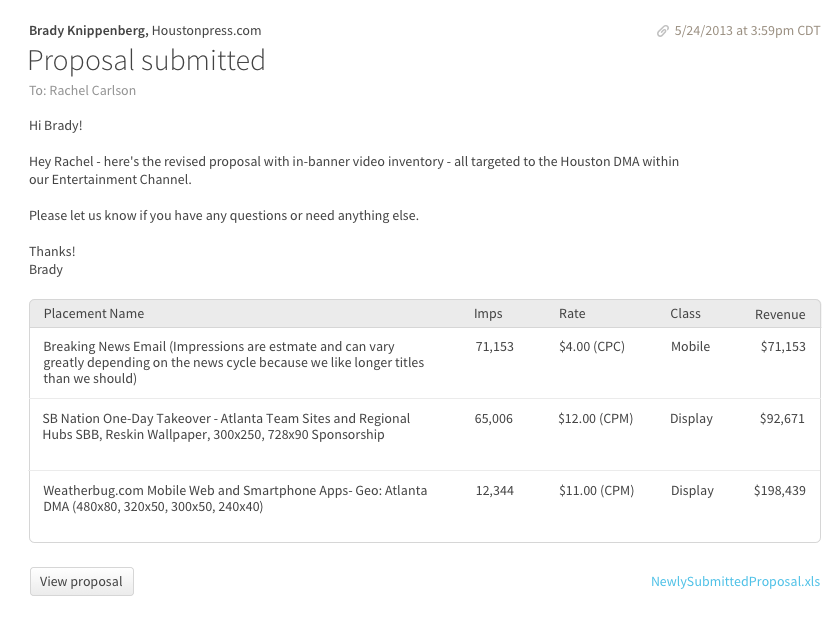 Brady Knippenberg, Houstonpress.com
5/24/2013 at 3:59pm CDT
Proposal submitted
To: Rachel Carlson
Hi Brady!
Hey Rachel - here's the revised proposal with in-banner video inventory - all targeted to the Houston DMA within
our Entertainment Channel.
Please let us know if you have any questions or need anything else.
Thanks!
Brady
Placement Name Imps Rate Class Revenue
Breaking News Email (Impressions are estmate and can vary 71,153 $4.00 (CPC) Mobile $71,153
greatly depending on the news cycle because we like longer titles
than we should)
SB Nation One-Day Takeover - Atlanta Team Sites and Regional 65,006 $12.00 (CPM) Display $92,671
Hubs SBB, Reskin Wallpaper, 300x250, 728x90 Sponsorship
Weatherbug.com Mobile Web and Smartphone Apps- Geo: Atlanta 12,344 $11.00 (CPM) Display $198,439
DMA (480x80, 320x50, 300x50, 240x40)
View proposal
NewlySubmittedProposal.xls